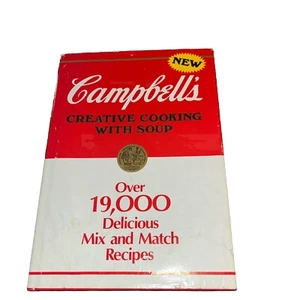 NEW
Campbell's
CREATIVE COOKING
WITH SOUP
Over
19,000
Delicious
Mix and Match
Recipes